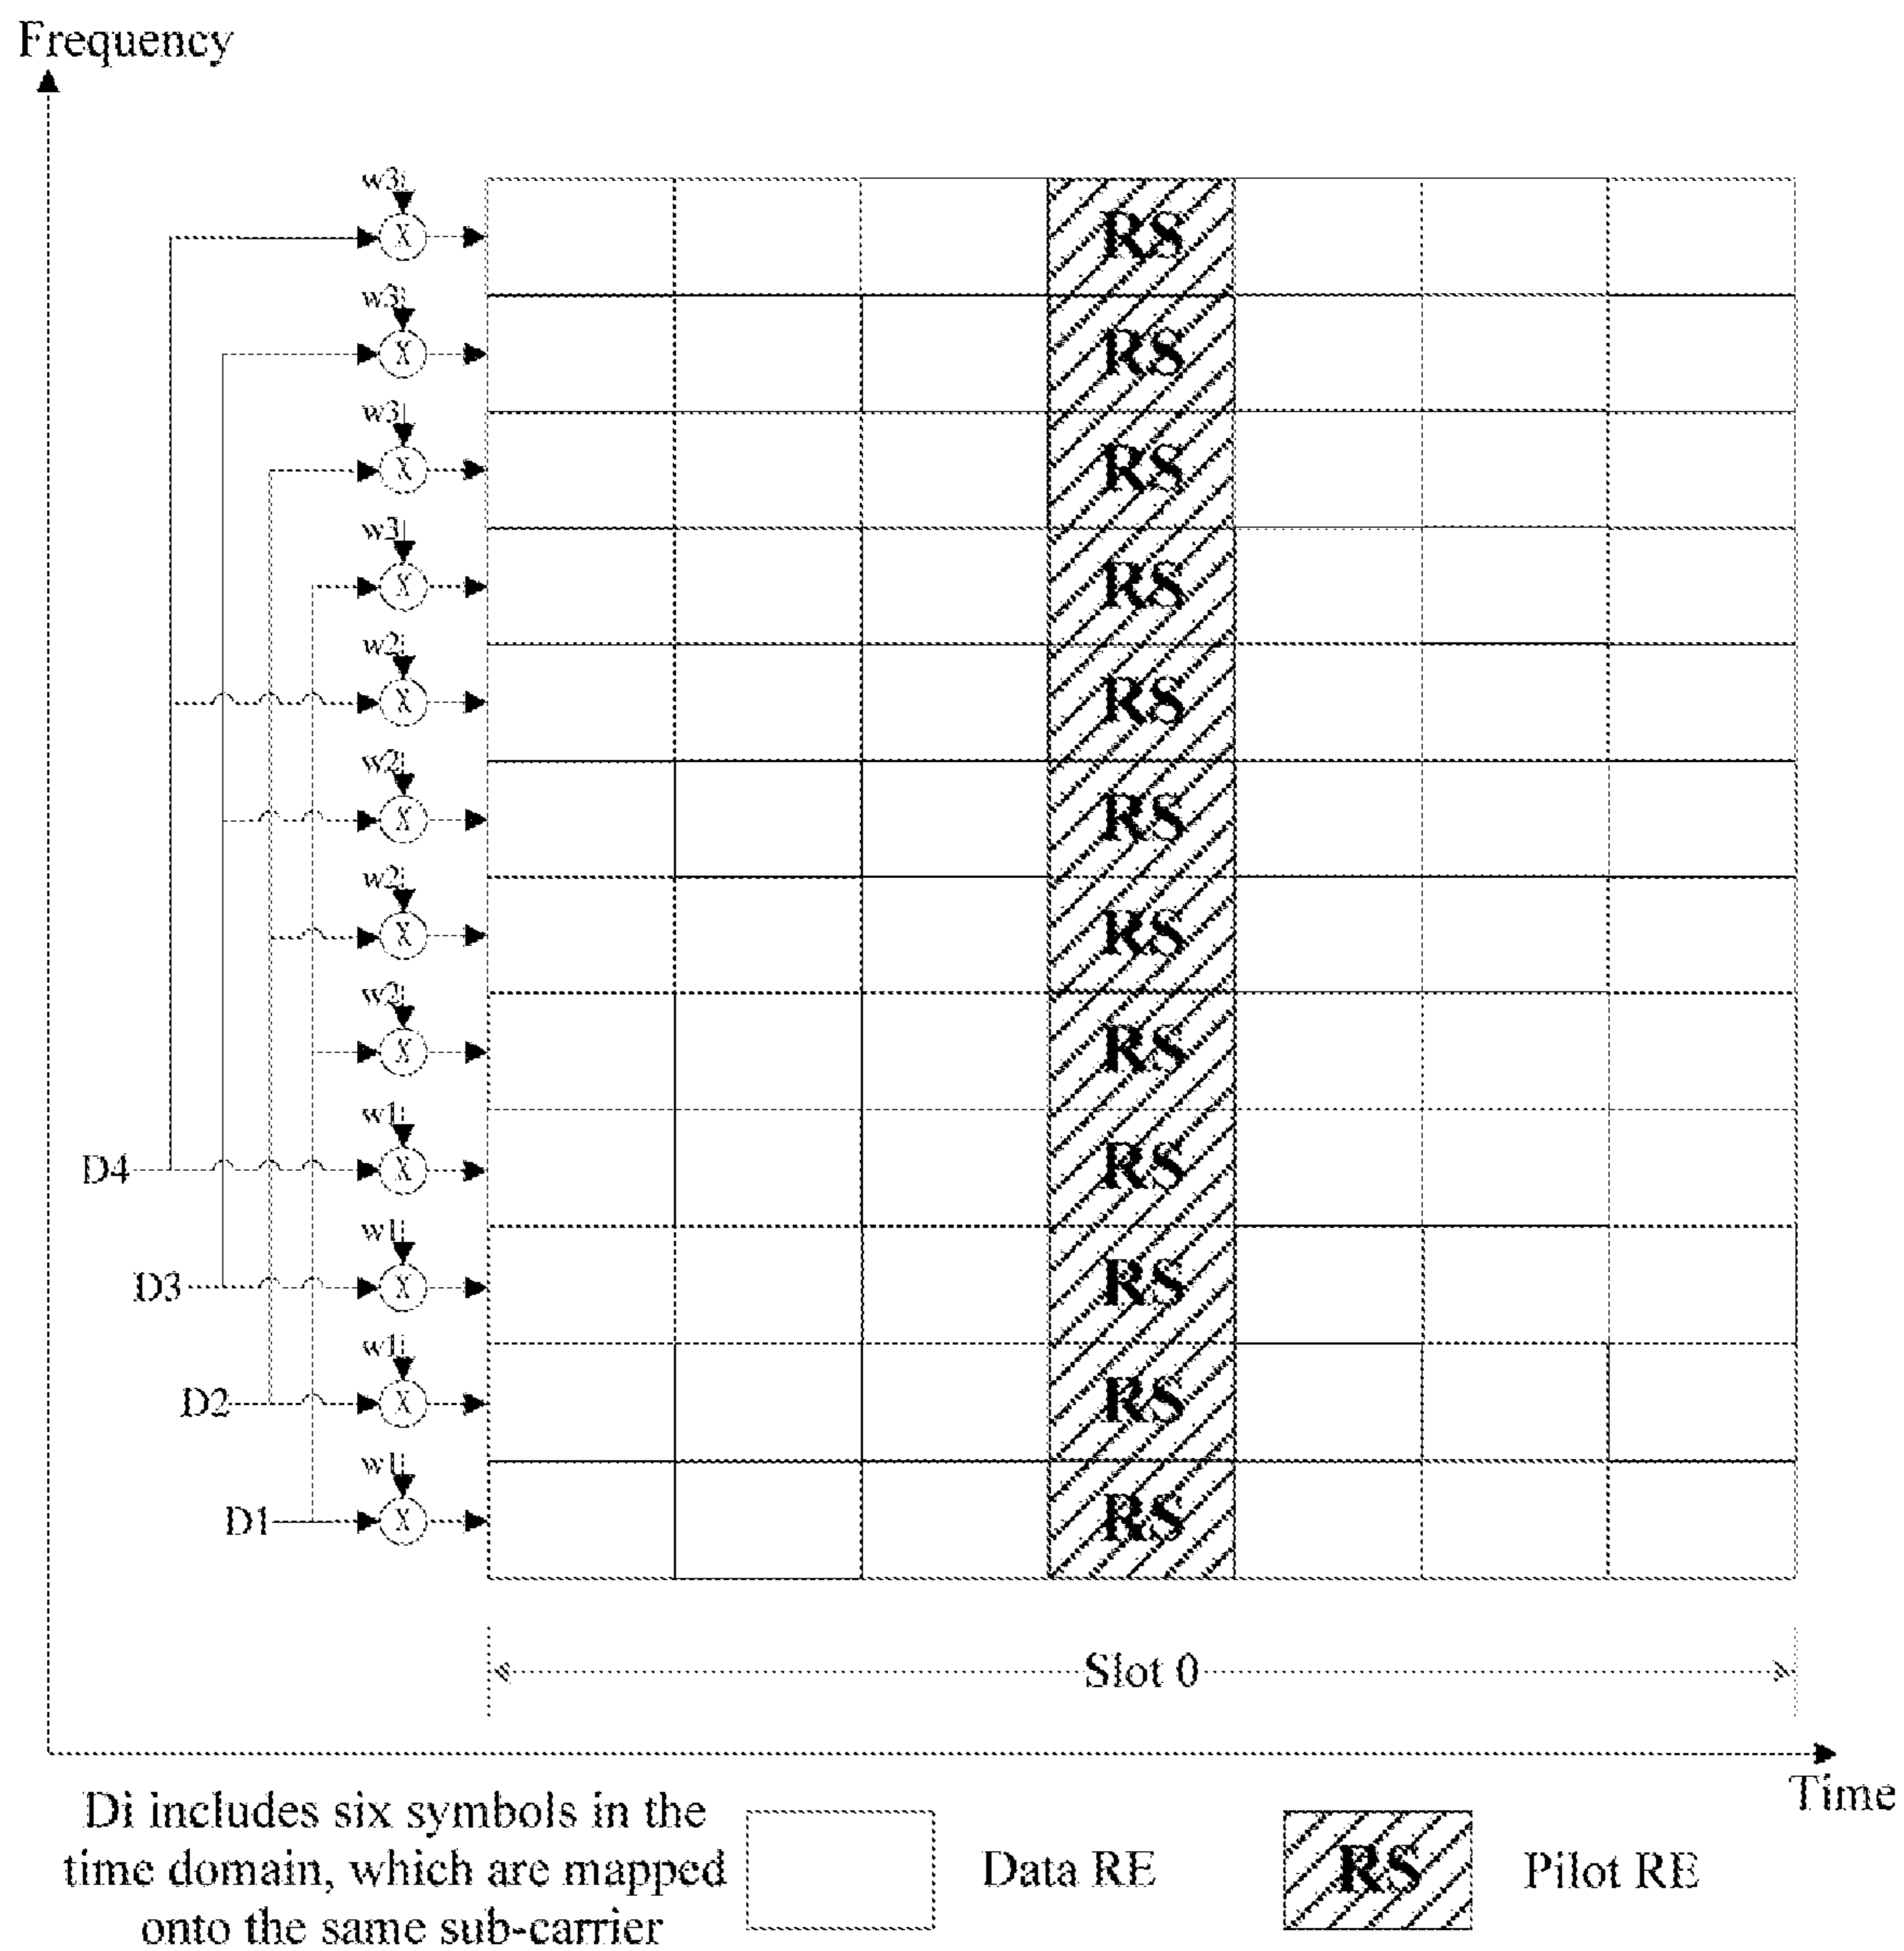 Frequency
w3
RS
w3
RS
w3
RS
w3
RS
w2
RS
w2
RS
w2
RS
w2
RS
w1
D4
RS
w1
D3
RS
w1
D2
RS
w1
D1
RS
X
X
X
X
X
X
X
X
X
X
X
X
Slot 0
Time
Di includes six symbols in the
time domain, which are mapped
onto the same sub-carrier
Data RE
RS
Pilot RE